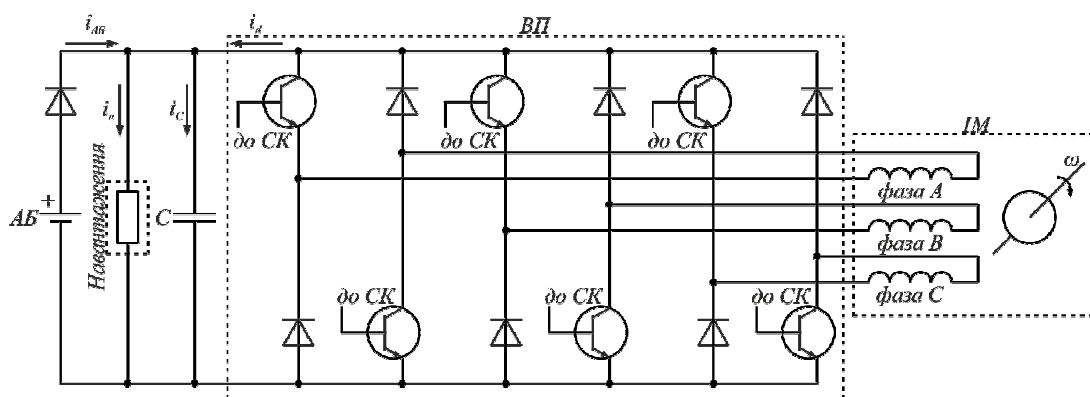 i_АБ
i_d
ВП
i_н
i_C
до СК
до СК
до СК
ІМ
ω
фаза A
АБ
+
Навантаження
C
фаза B
фаза C
до СК
до СК
до СК